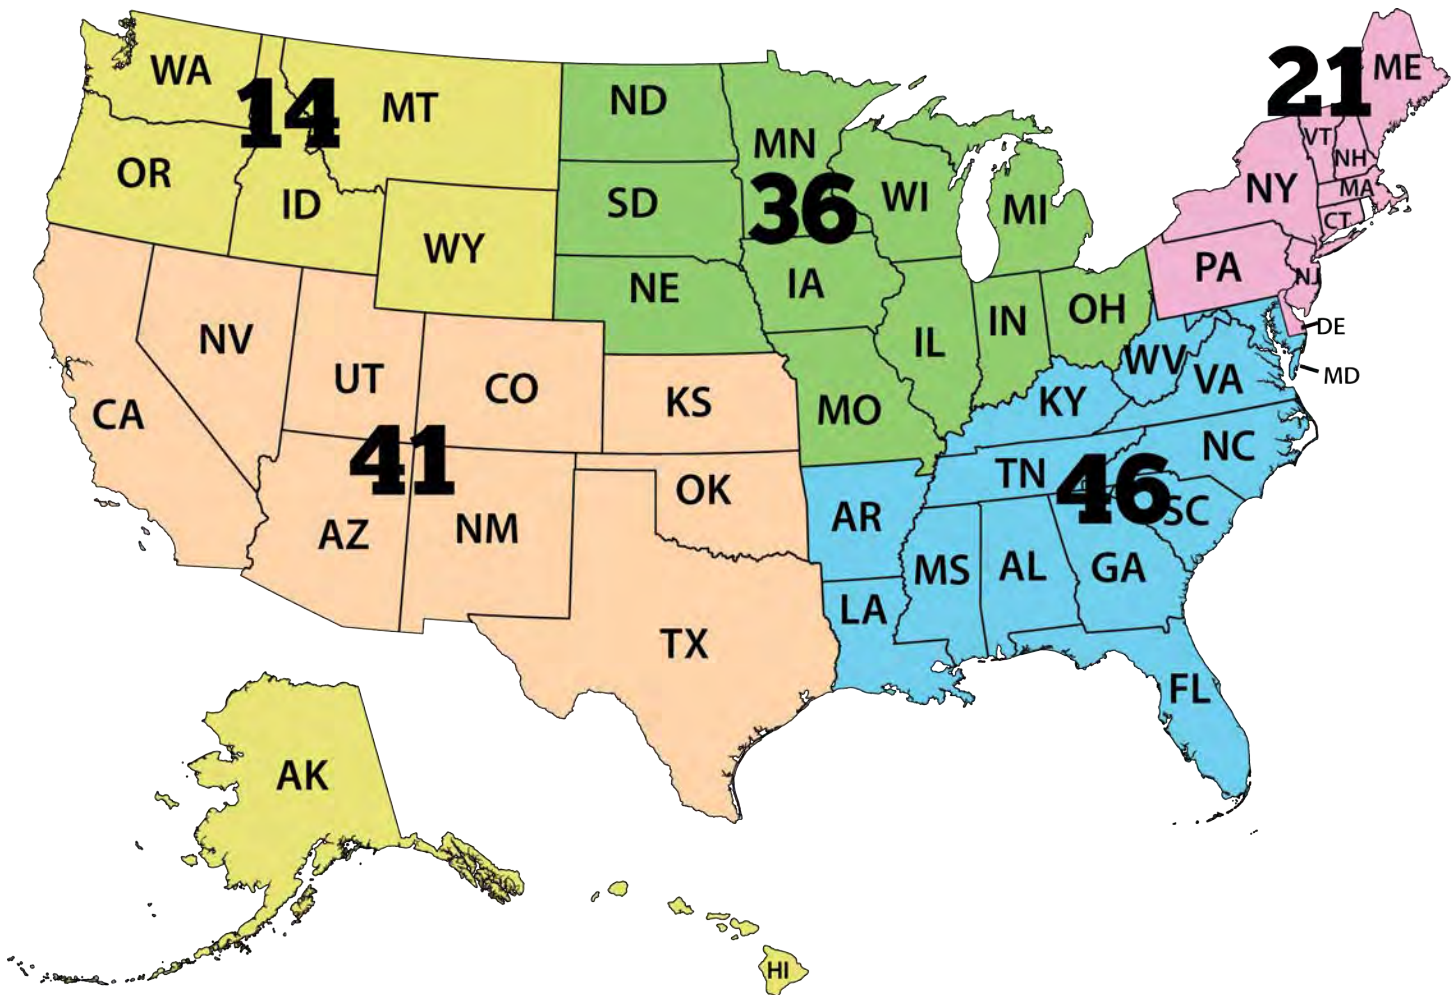 WA
14
MT
ND
MN
21
ME
VT
NH
OR
ID
SD
36
WI
MI
NY
MA
CT
WY
NE
IA
PA
NJ
NV
IL
IN
OH
DE
UT
CO
KS
WV
VA
MD
CA
MO
KY
41
OK
TN
46
NC
AZ
NM
AR
SC
MS
AL
GA
TX
LA
FL
AK
HI